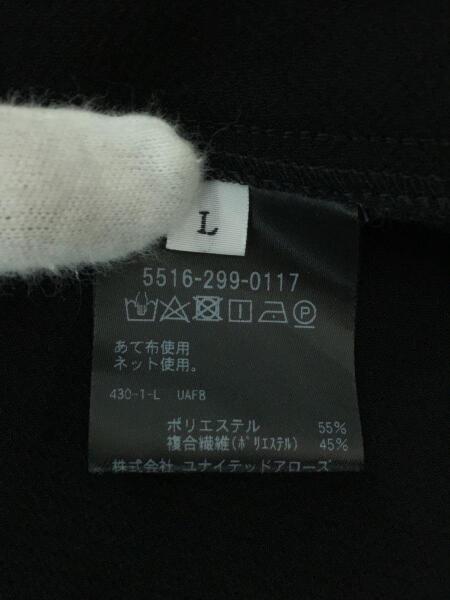 L
5516-299-0117
あて布使用
ネット使用。
430-1-L UAFB
ポリエステル 55%
複合繊維(ﾎﾟﾘｴｽﾃﾙ) 45%
株式会社 ユナイテッドアローズ